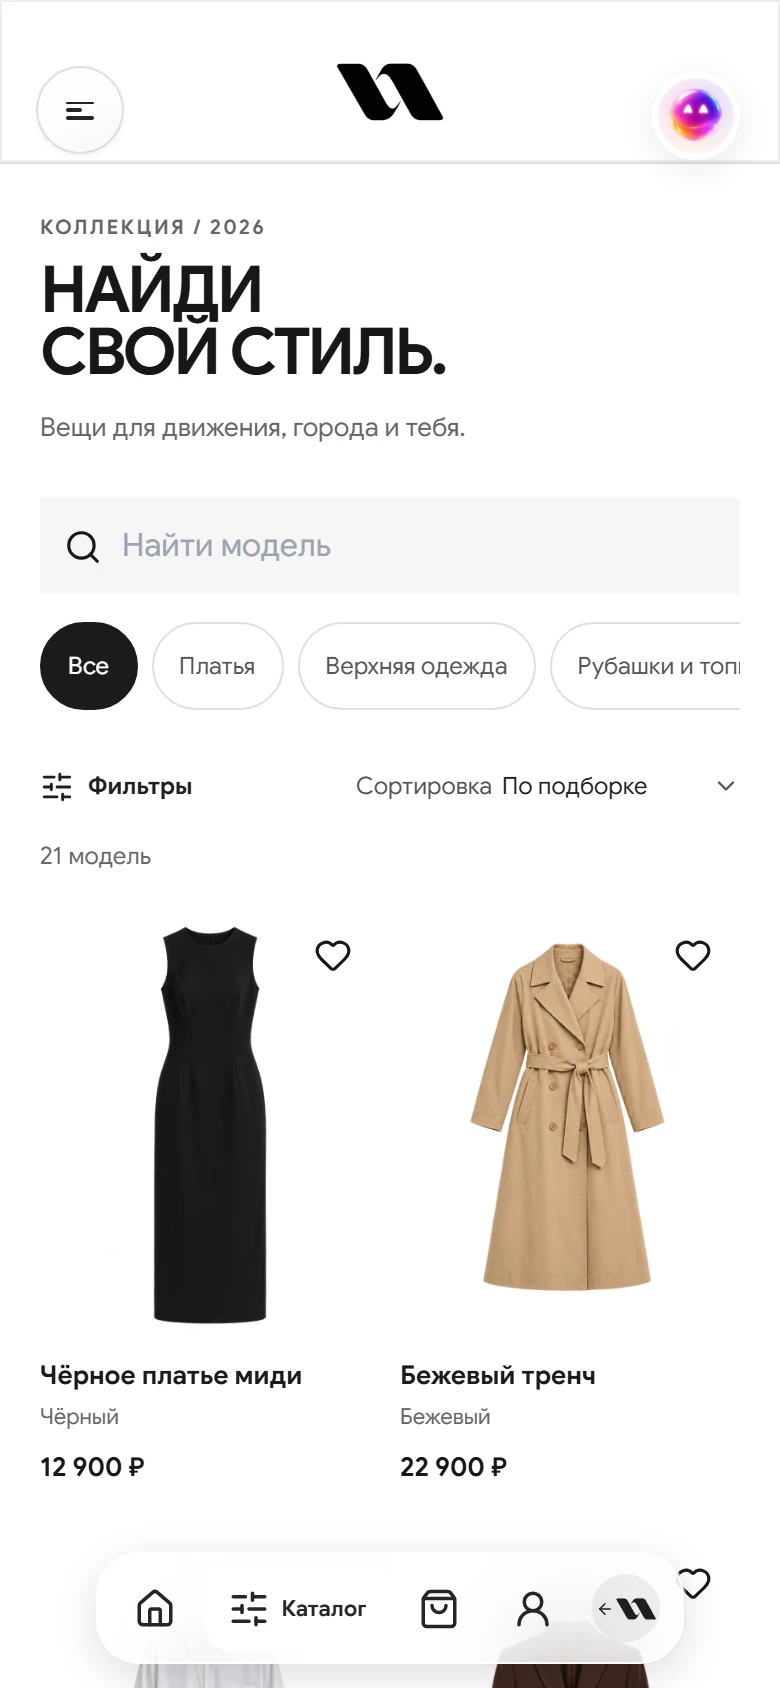 КОЛЛЕКЦИЯ / 2026
НАЙДИ
СВОЙ СТИЛЬ.
Вещи для движения, города и тебя.
Найти модель
Все
Платья
Верхняя одежда
Рубашки и
Фильтры
Сортировка По подборке
21 модель
Чёрное платье миди
Чёрный
12 900 ₽
Бежевый тренч
Бежевый
22 900 ₽
Каталог